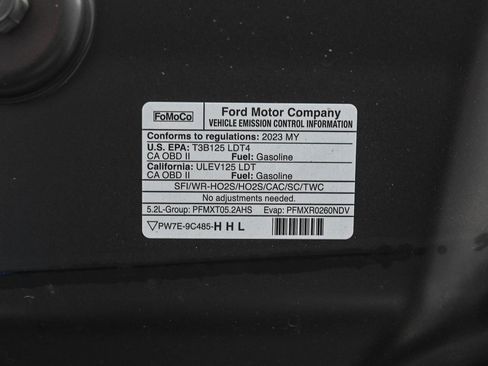 FoMoCo
Ford Motor Company
VEHICLE EMISSION CONTROL INFORMATION
Conforms to regulations: 2023 MY
U.S. EPA: T3B125 LDT4
CA OBD II Fuel: Gasoline
California: ULEV125 LDT
CA OBD II Fuel: Gasoline
SFI/WR-HO2S/HO2S/CAC/SC/TWC
No adjustments needed.
5.2L-Group: PFMXT05.2AHS Evap: PFMXR0260NDV
PW7E-9C485-HHL